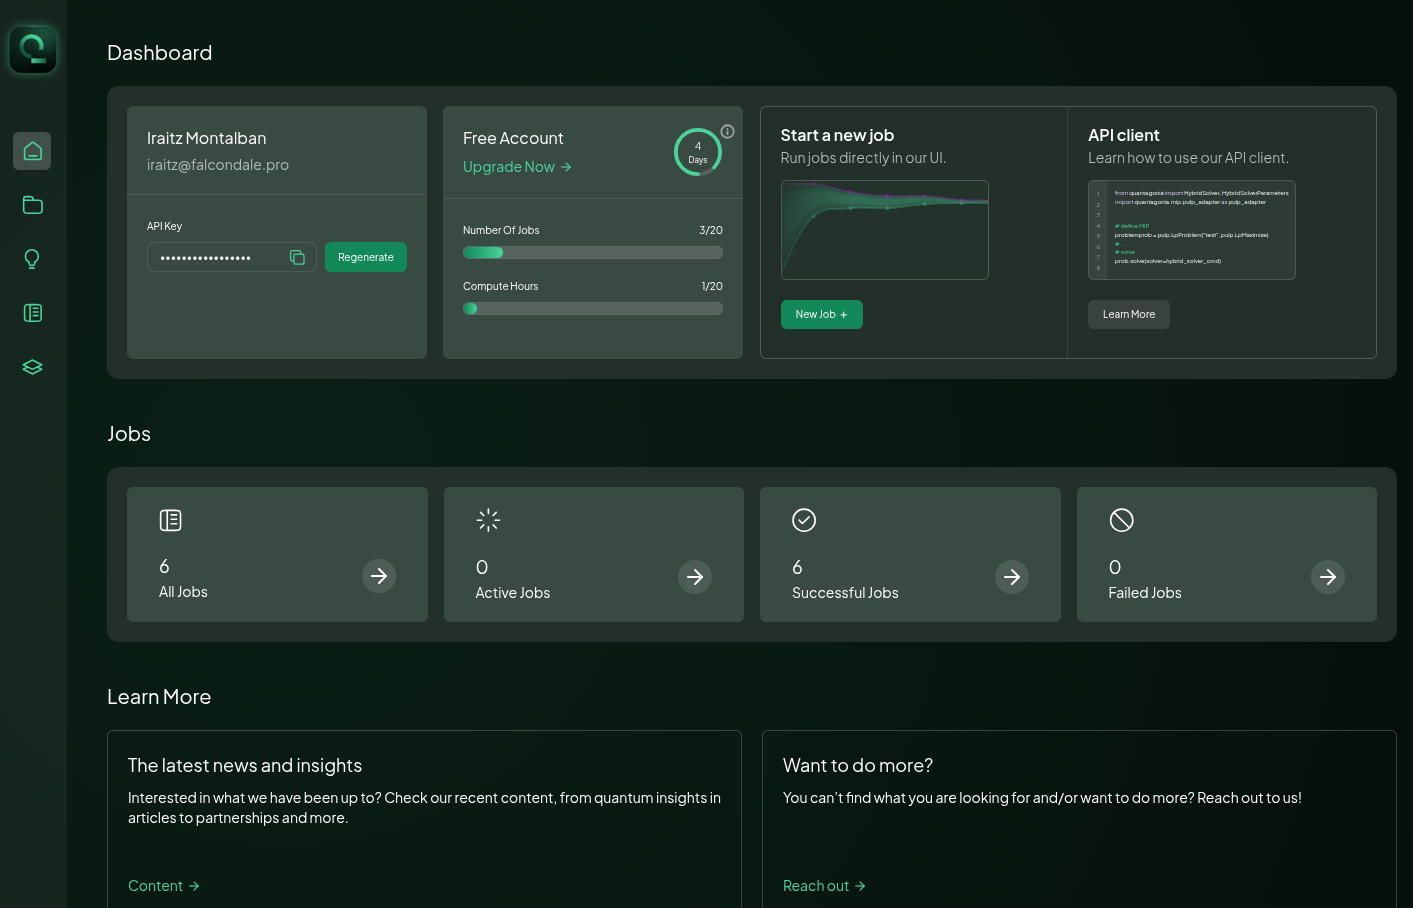 Dashboard
Iraitz Montalban
iraitz@falcondale.pro
API Key
•••••••••••••••••
Regenerate
Free Account
Upgrade Now →
4
Days
Number Of Jobs 3/20
Compute Hours 1/20
Start a new job
Run jobs directly in our UI.
New Job +
API client
Learn how to use our API client.
1 from quantagonia import HybridSolver, HybridSolverParameters
2 import quantagonia.mip.pulp_adapter as pulp_adapter
3
4 # define MIP
5 problemprob = pulp.LpProblem("test", pulp.LpMaximize)
6 # ...
7 # solve
8 prob.solve(solver=hybrid_solver_cmd)
Learn More
Jobs
6
All Jobs
0
Active Jobs
6
Successful Jobs
0
Failed Jobs
Learn More
The latest news and insights
Interested in what we have been up to? Check our recent content, from quantum insights in
articles to partnerships and more.
Content →
Want to do more?
You can’t find what you are looking for and/or want to do more? Reach out to us!
Reach out →